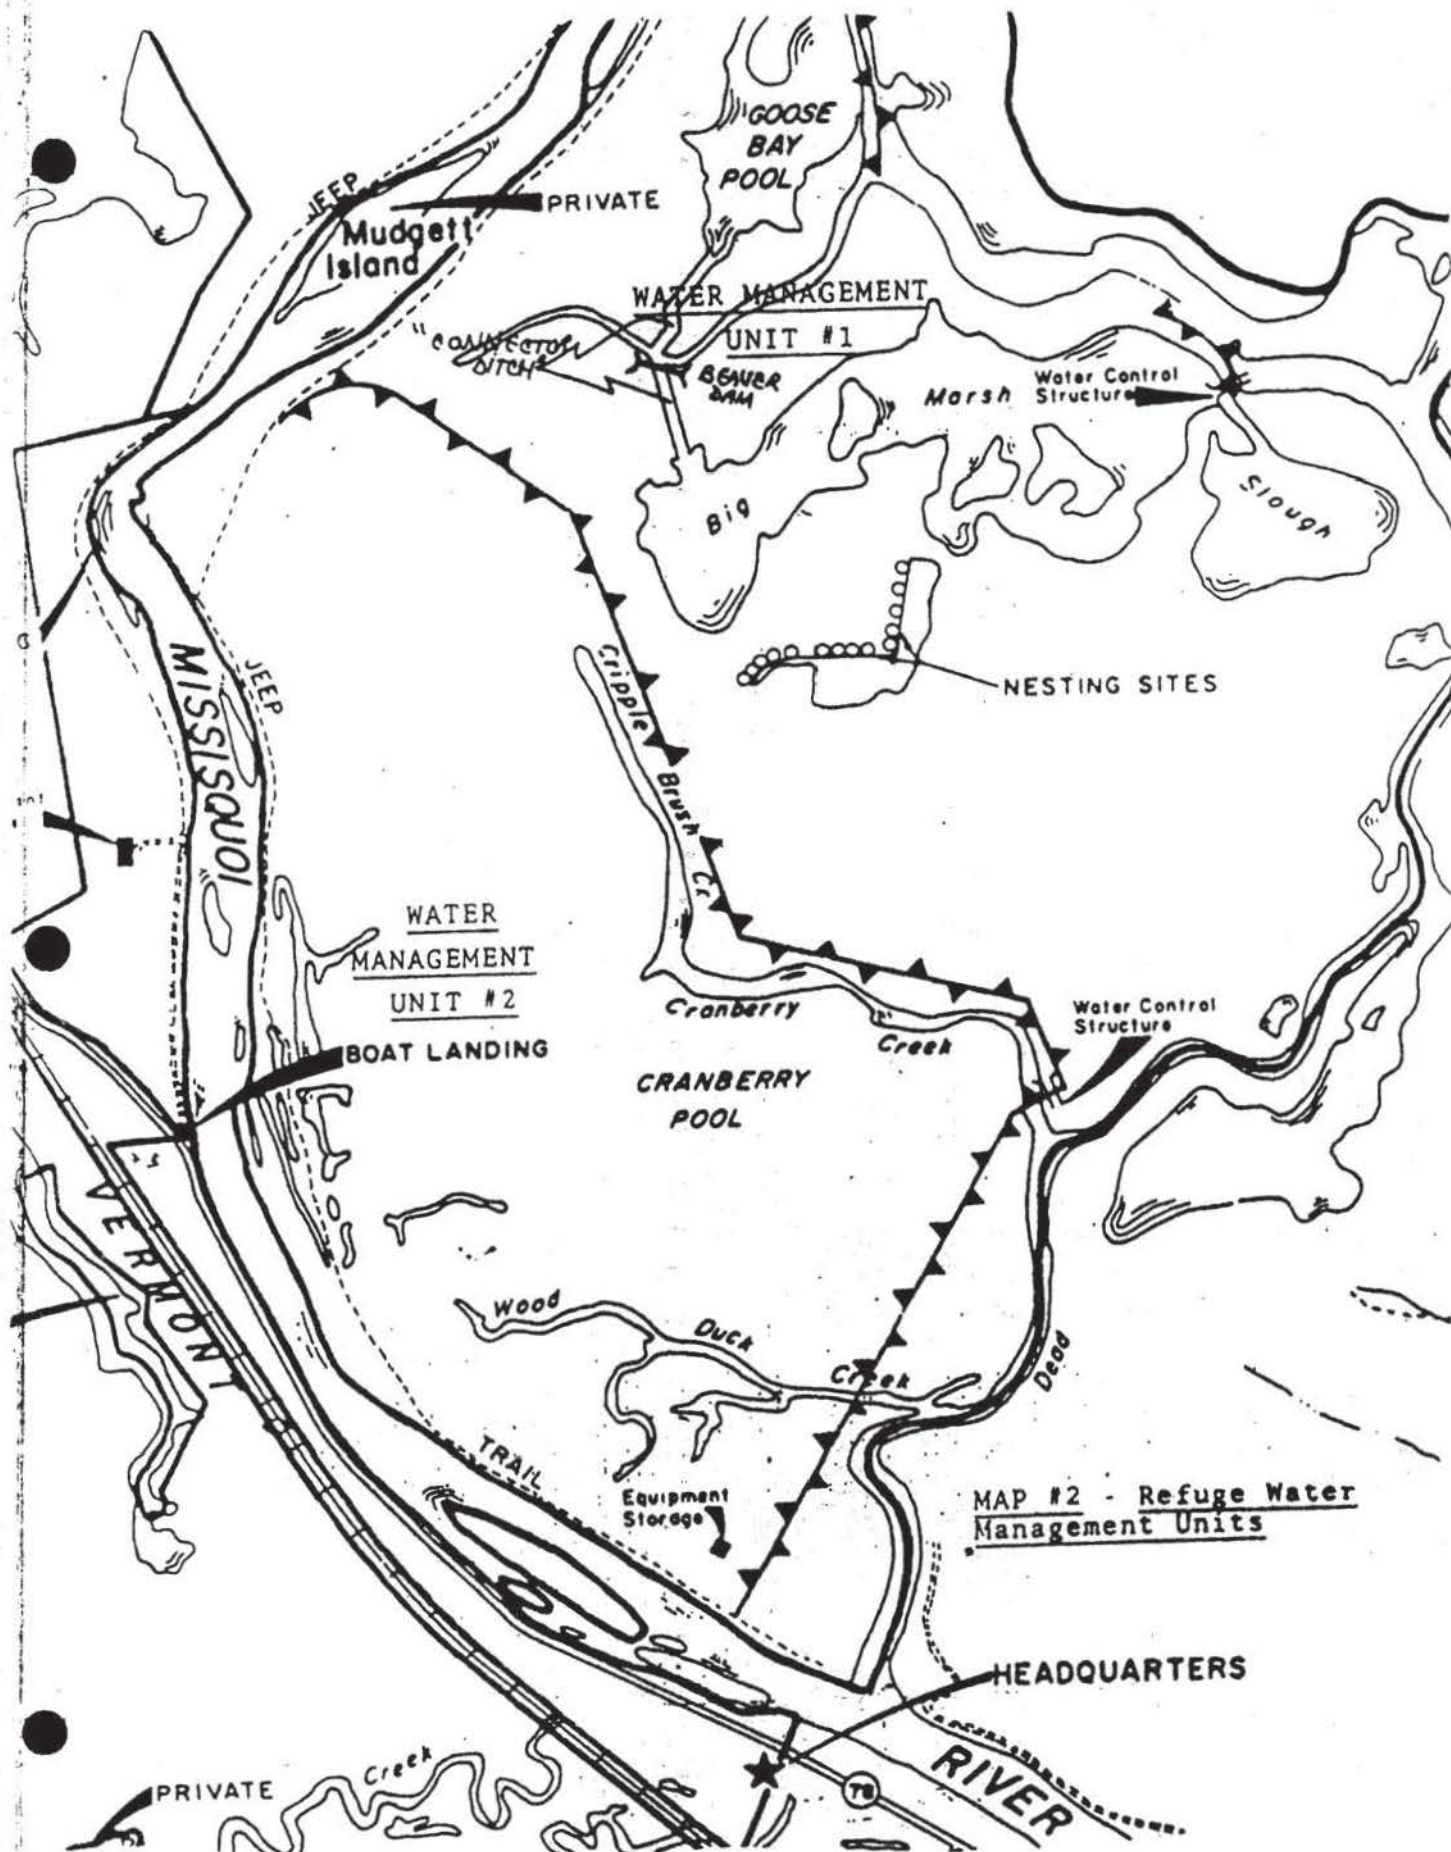 GOOSE
BAY
POOL
JEEP
PRIVATE
Mudgett
Island
WATER MANAGEMENT
UNIT #1
"CONNECTOR
DITCH"
BEAVER
DAM
Marsh
Water Control
Structure
Big
Slough
Cripple
NESTING SITES
MISSISQUOI
JEEP
Brush
Cr.
WATER
MANAGEMENT
UNIT #2
Cranberry
Creek
Water Control
Structure
BOAT LANDING
CRANBERRY
POOL
VERMONT
Wood
Duck
Creek
Dead
TRAIL
Equipment
Storage
MAP #2 - Refuge Water
Management Units
HEADQUARTERS
RIVER
78
Creek
PRIVATE